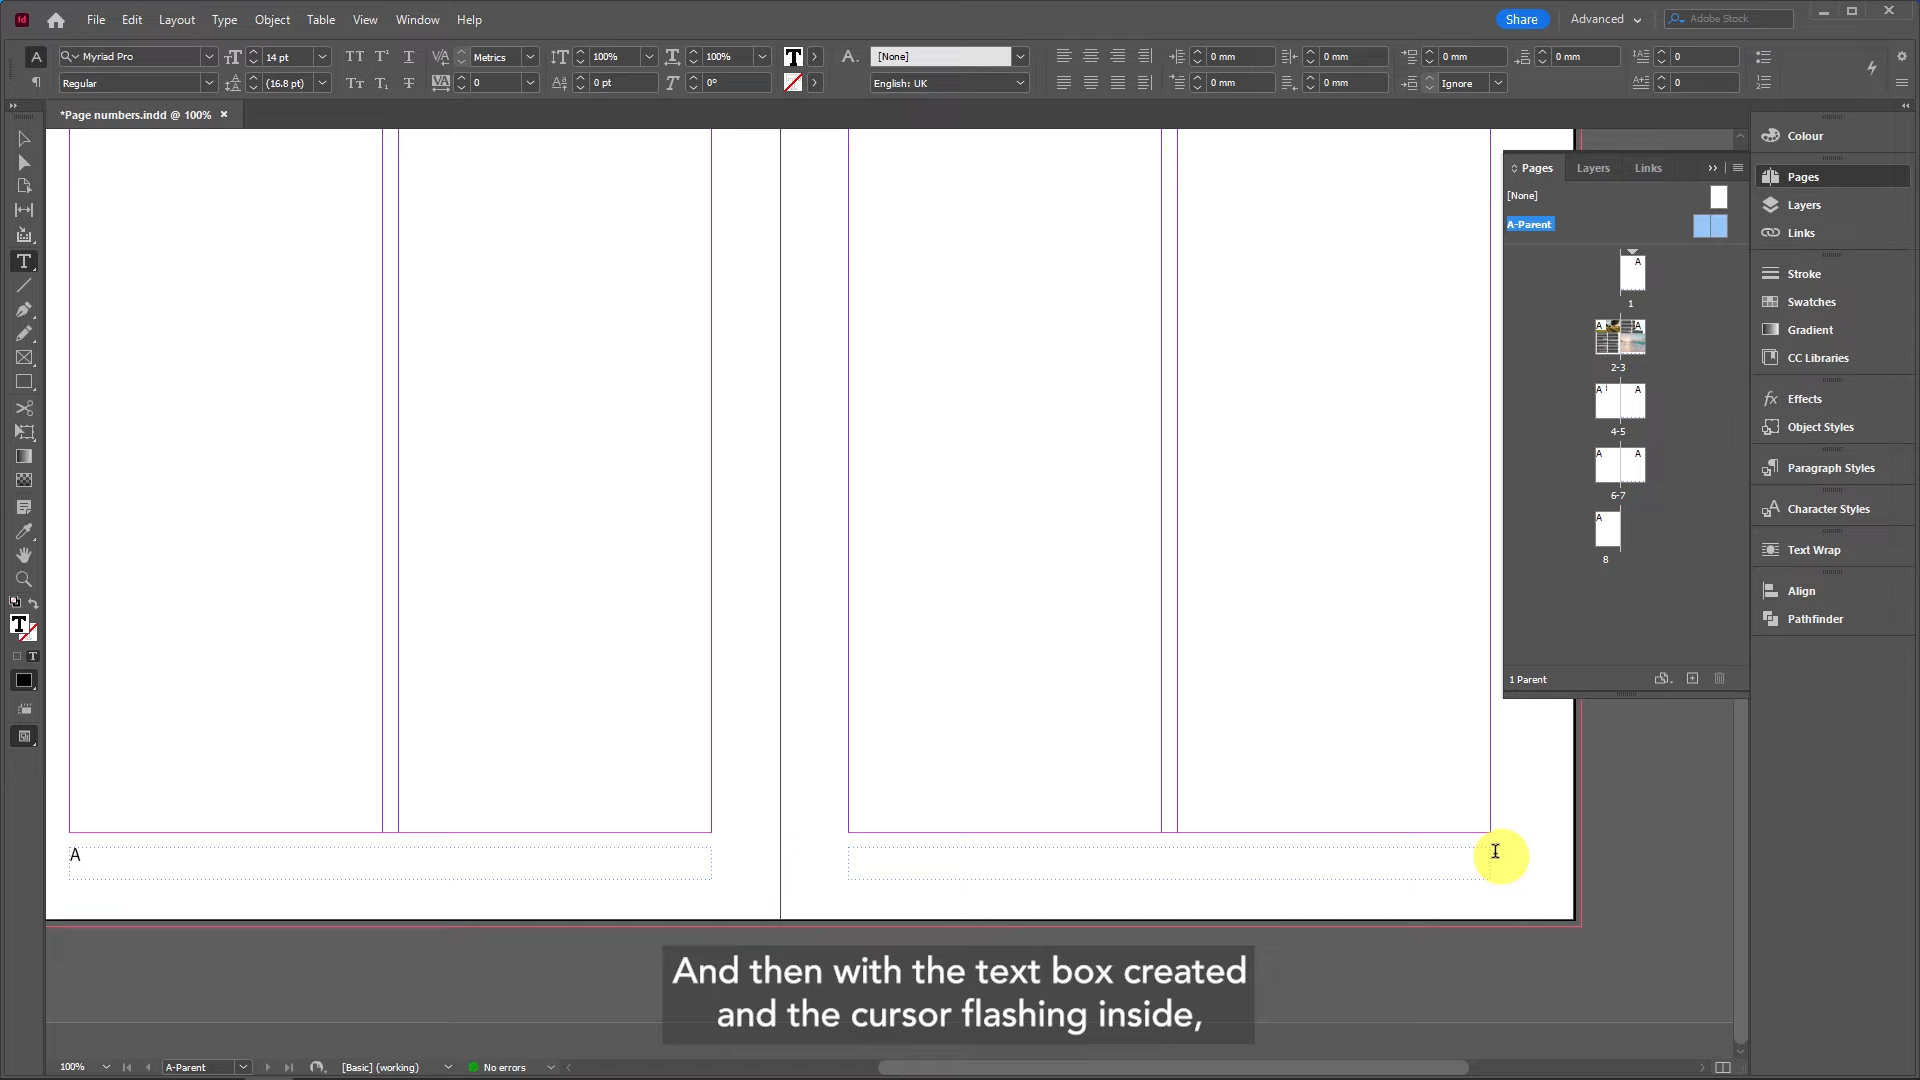 Id
File Edit Layout Type Object Table View Window Help
Share Advanced Adobe Stock
A Myriad Pro 14 pt Metrics 100% 100% A. [None] 0 mm 0 mm 0 mm 0 mm 0
¶ Regular (16.8 pt) 0 0 pt 0° English: UK 0 mm 0 mm Ignore 0
*Page numbers.indd @ 100%
Pages Layers Links
[None]
A-Parent
A
1
A A
2-3
A A
4-5
A A
6-7
A
8
1 Parent
Colour
Pages
Layers
Links
Stroke
Swatches
Gradient
CC Libraries
Effects
Object Styles
Paragraph Styles
Character Styles
Text Wrap
Align
Pathfinder
A
And then with the text box created
and the cursor flashing inside,
100% A-Parent [Basic] (working) No errors